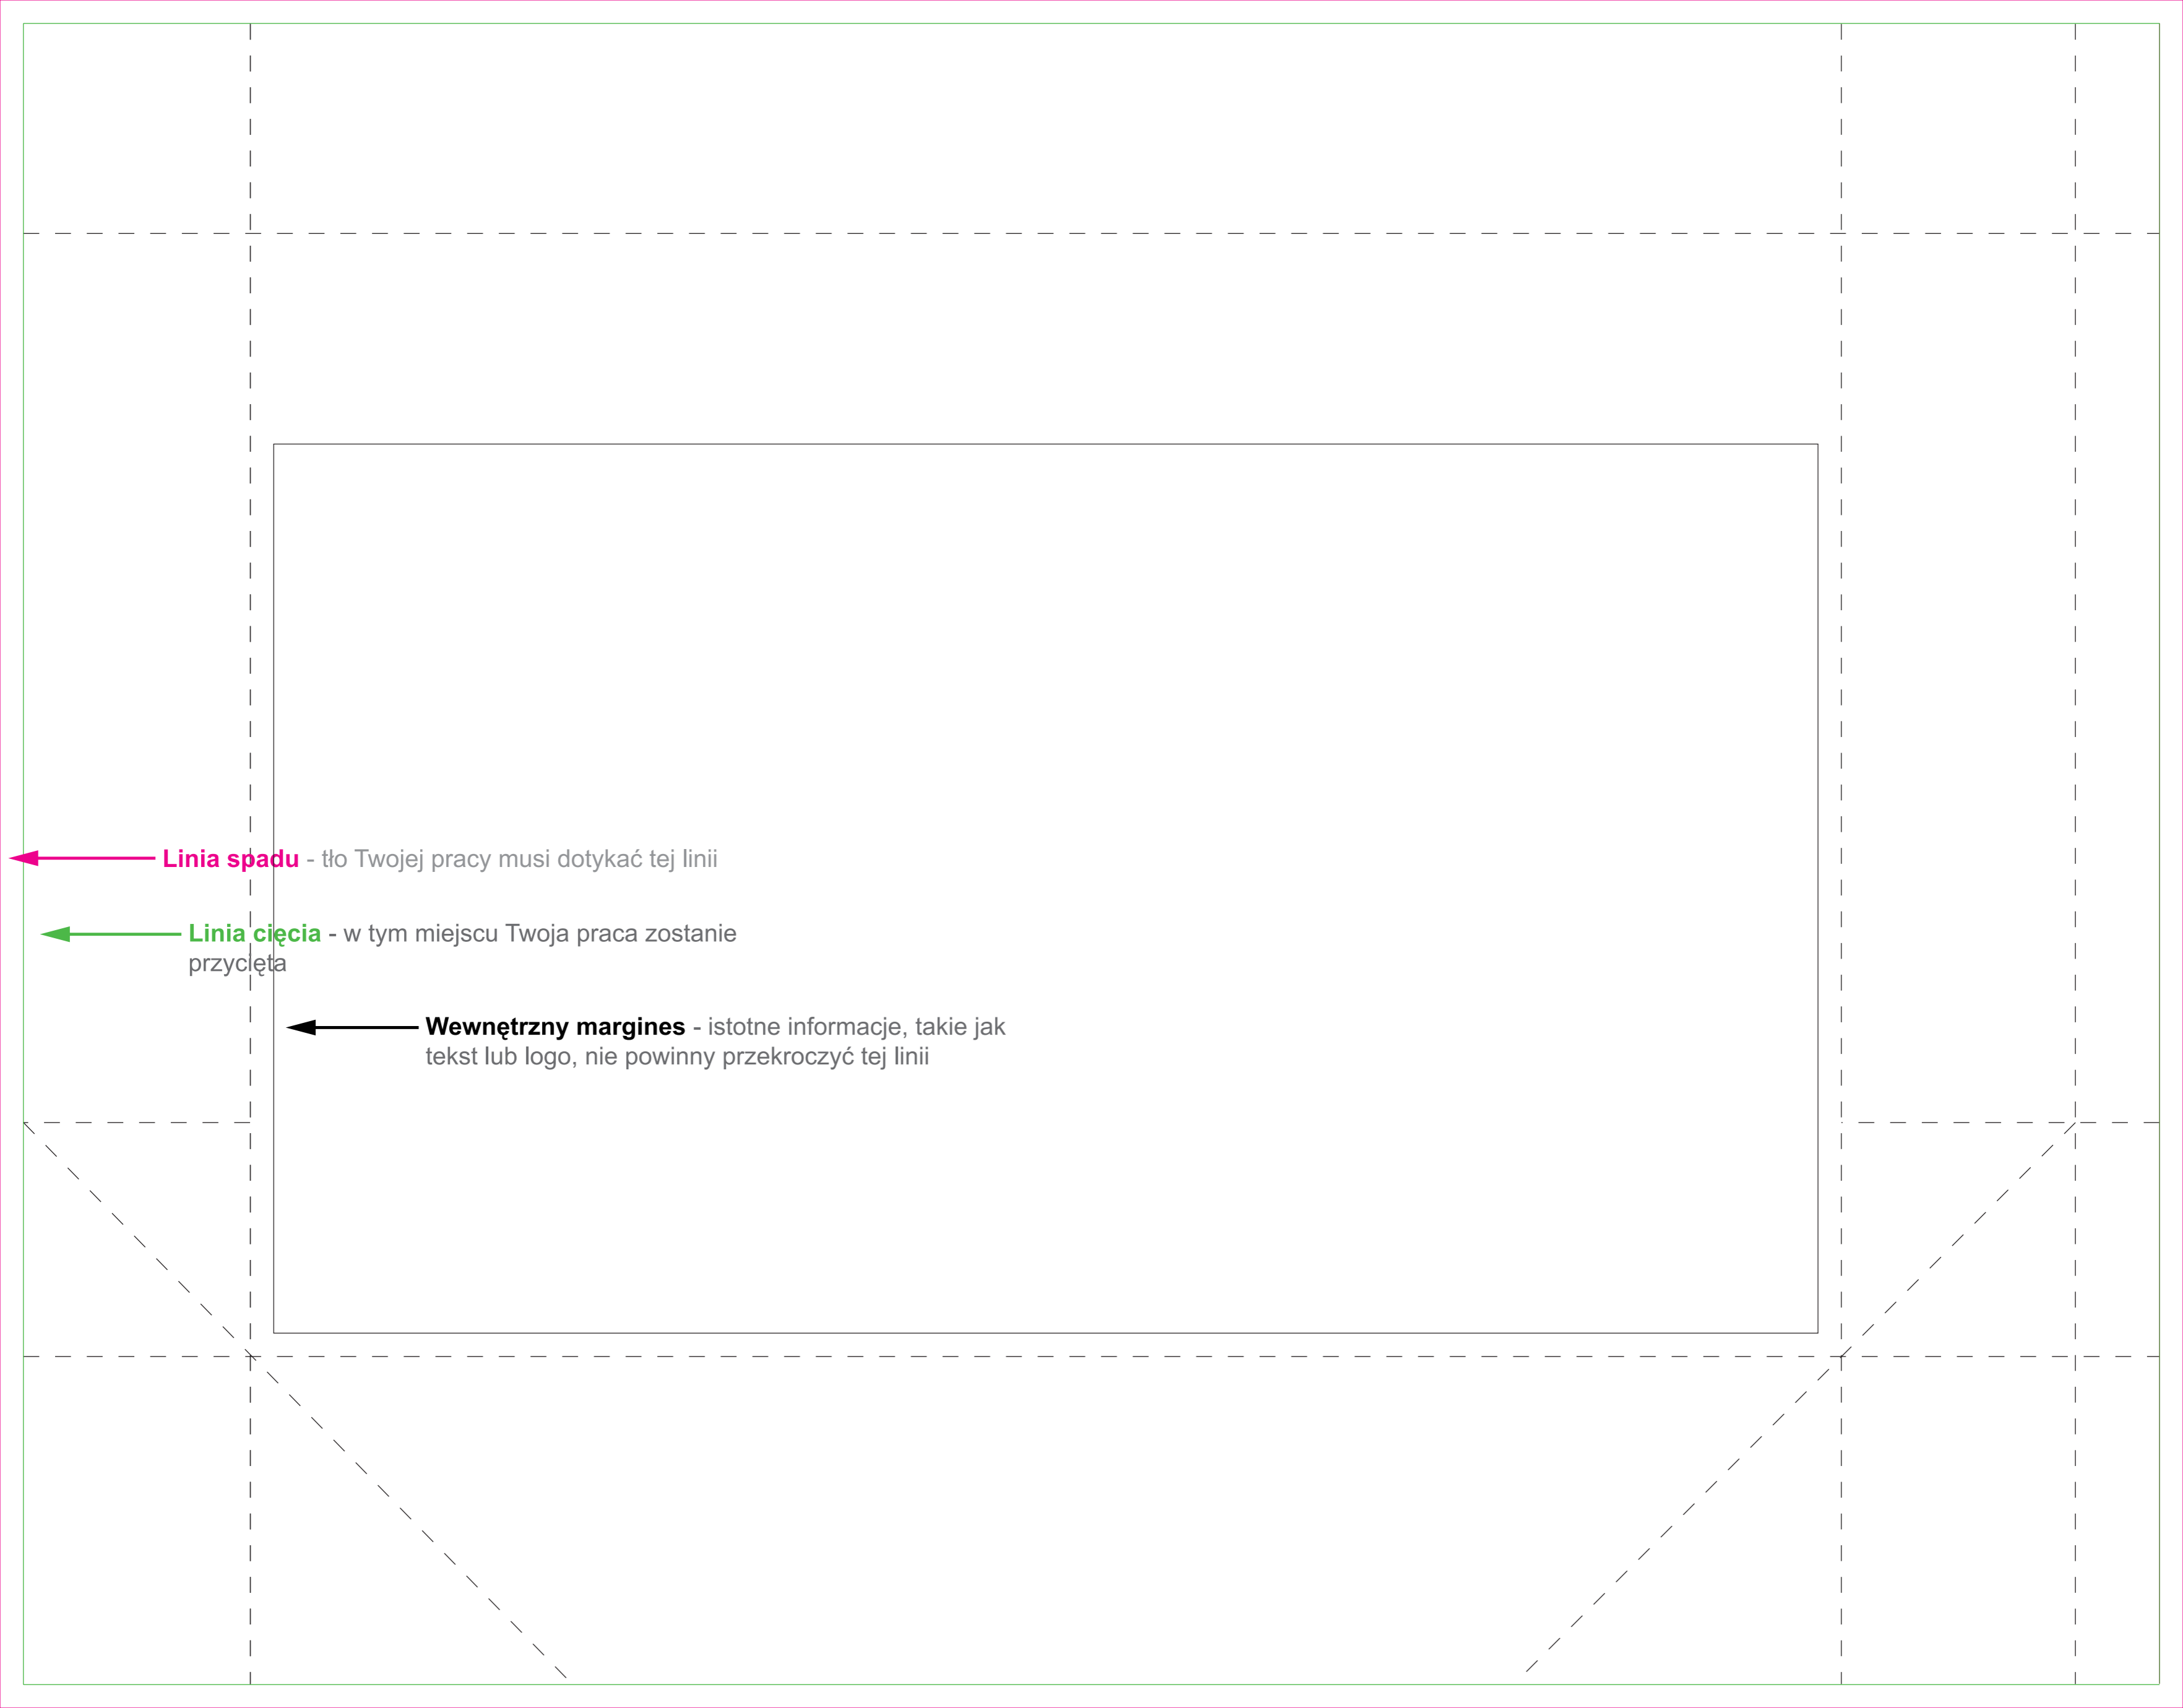 Linia spadu - tło Twojej pracy musi dotykać tej linii
Linia cięcia - w tym miejscu Twoja praca zostanie
przycięta
Wewnętrzny margines - istotne informacje, takie jak
tekst lub logo, nie powinny przekroczyć tej linii